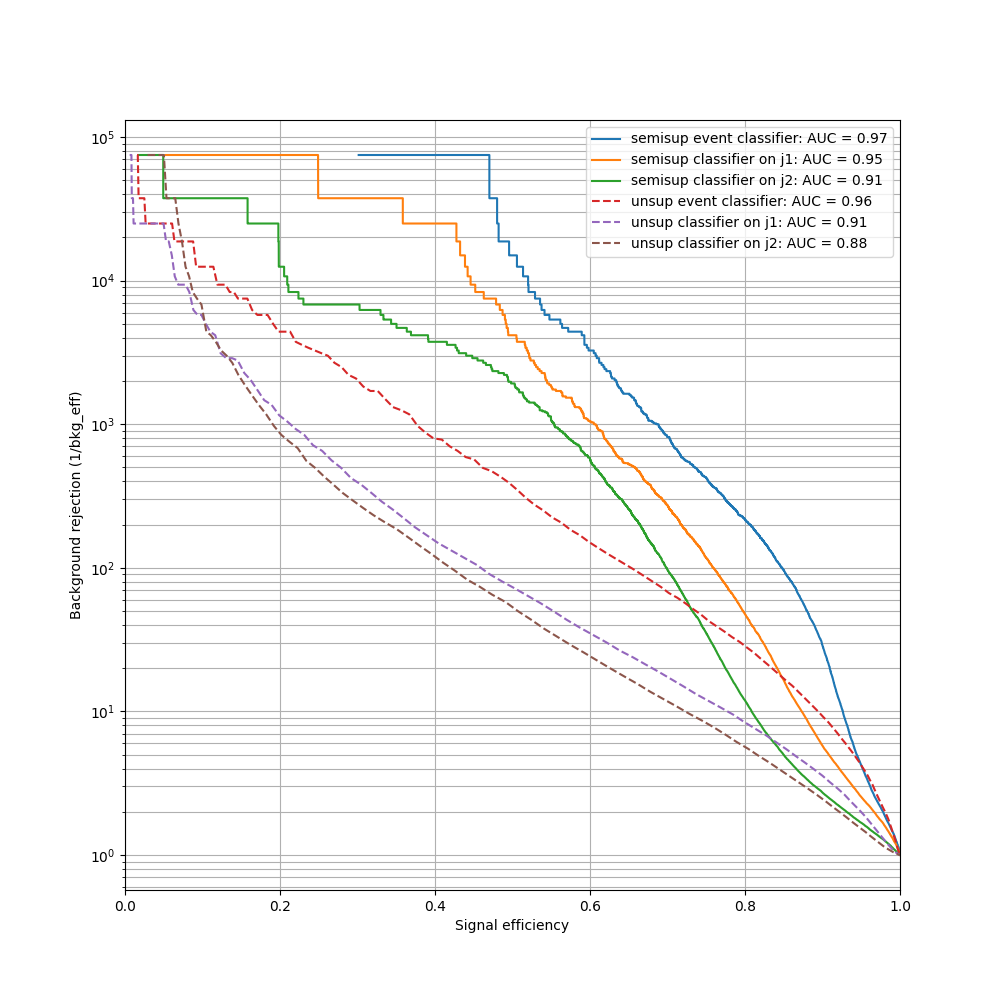 semisup event classifier: AUC = 0.97
semisup classifier on j1: AUC = 0.95
semisup classifier on j2: AUC = 0.91
unsup event classifier: AUC = 0.96
unsup classifier on j1: AUC = 0.91
unsup classifier on j2: AUC = 0.88
Background rejection (1/bkg_eff)
10^5
10^4
10^3
10^2
10^1
10^0
0.0 0.2 0.4 0.6 0.8 1.0
Signal efficiency